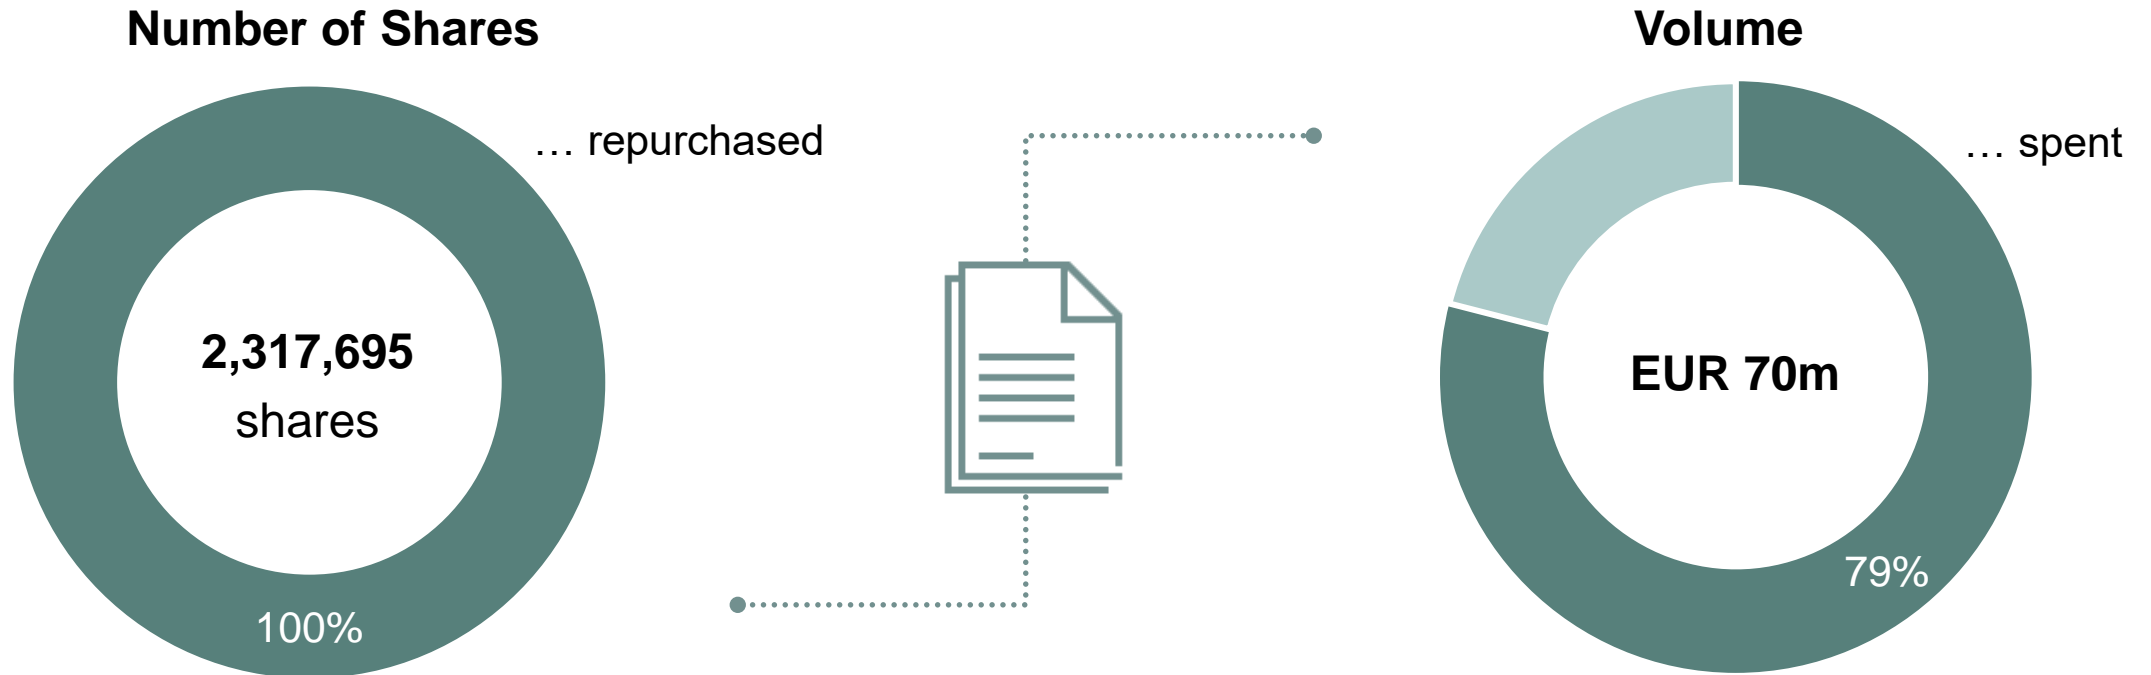 Number of Shares
… repurchased
2,317,695
shares
100%
Volume
… spent
EUR 70m
79%